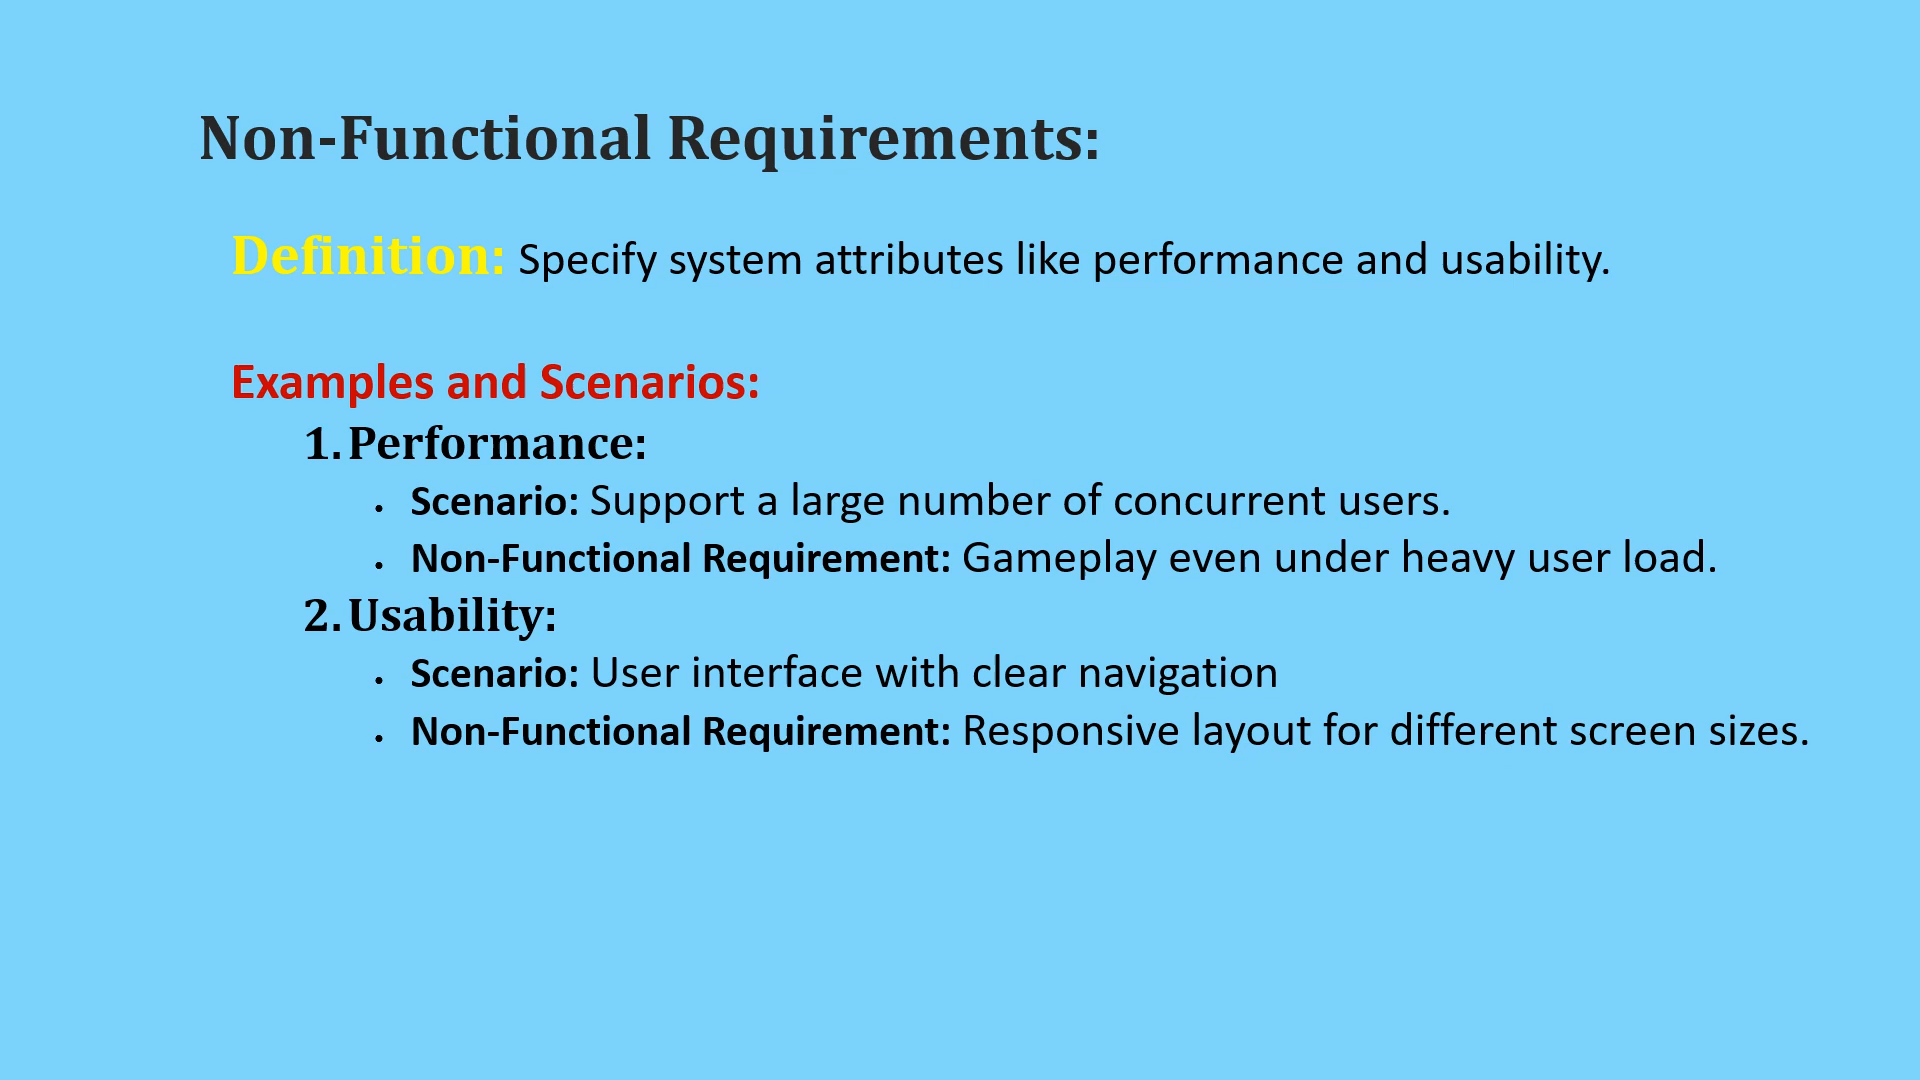 Non-Functional Requirements:
Definition: Specify system attributes like performance and usability.
Examples and Scenarios:
1. Performance:
• Scenario: Support a large number of concurrent users.
• Non-Functional Requirement: Gameplay even under heavy user load.
2. Usability:
• Scenario: User interface with clear navigation
• Non-Functional Requirement: Responsive layout for different screen sizes.